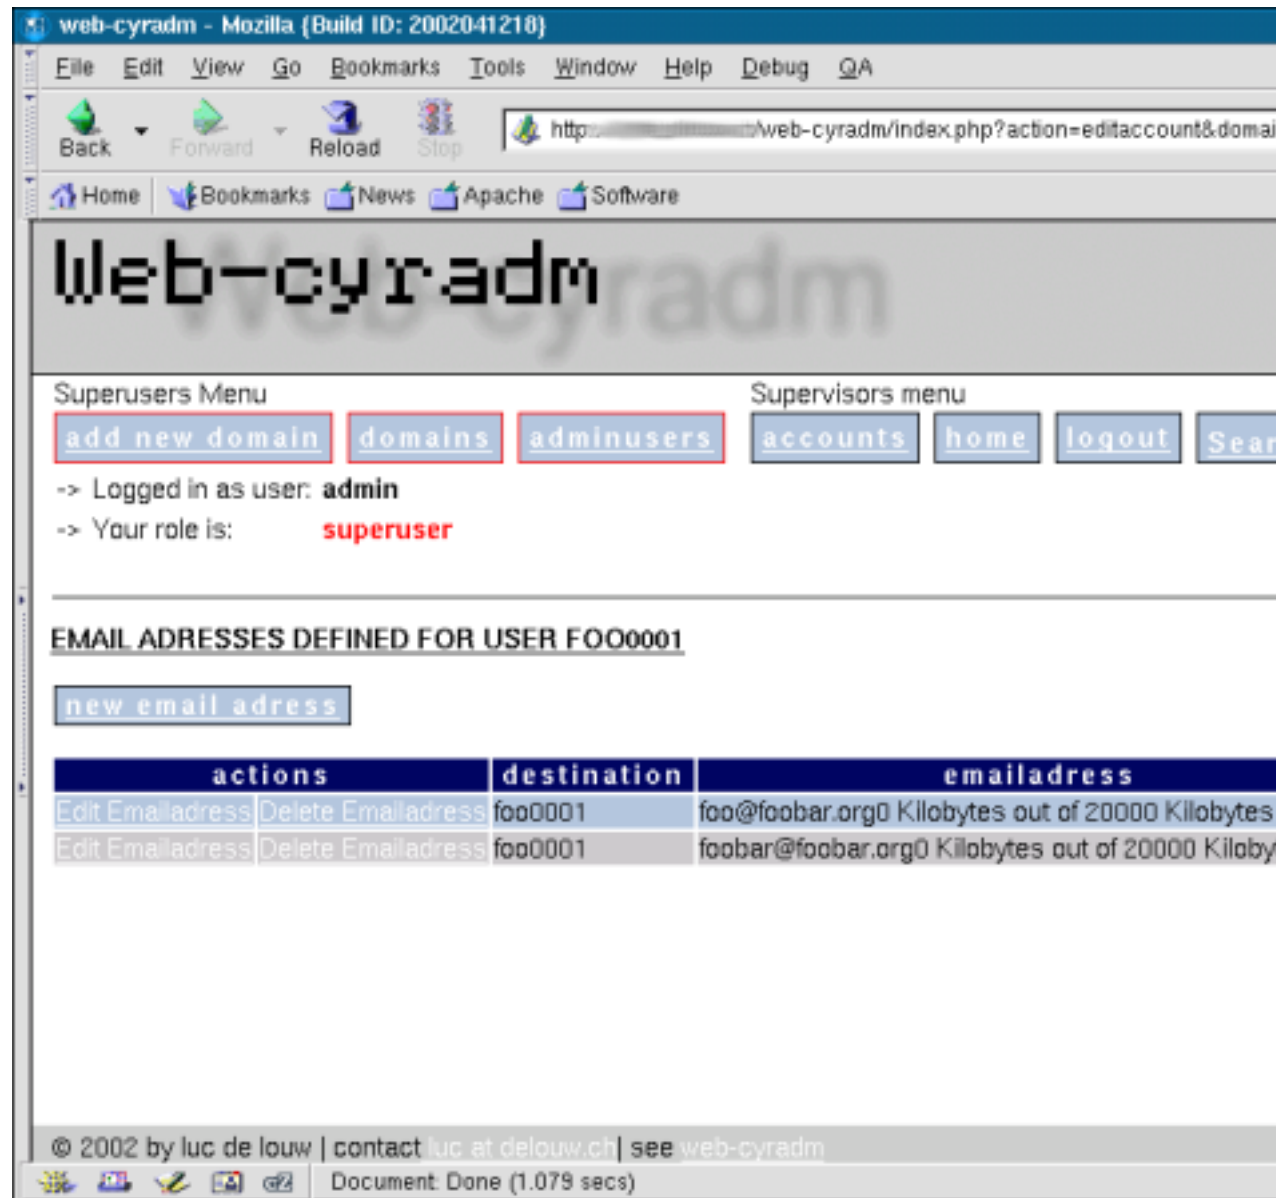 web-cyradm - Mozilla {Build ID: 2002041218}
File Edit View Go Bookmarks Tools Window Help Debug QA
Back Forward Reload Stop http /web-cyradm/index.php?action=editaccount&domai
Home Bookmarks News Apache Software
Web-cyradm
Web-cyradm
Superusers Menu Supervisors menu
add new domain domains adminusers accounts home logout Sear
-> Logged in as user: admin
-> Your role is: superuser
EMAIL ADRESSES DEFINED FOR USER FOO0001
new email adress
actions destination emailadress
Edit Emailadress Delete Emailadress foo0001 foo@foobar.org0 Kilobytes out of 20000 Kilobytes
Edit Emailadress Delete Emailadress foo0001 foobar@foobar.org0 Kilobytes out of 20000 Kiloby
© 2002 by luc de louw | contact luc at delouw.ch| see web-cyradm
Document: Done (1.079 secs)